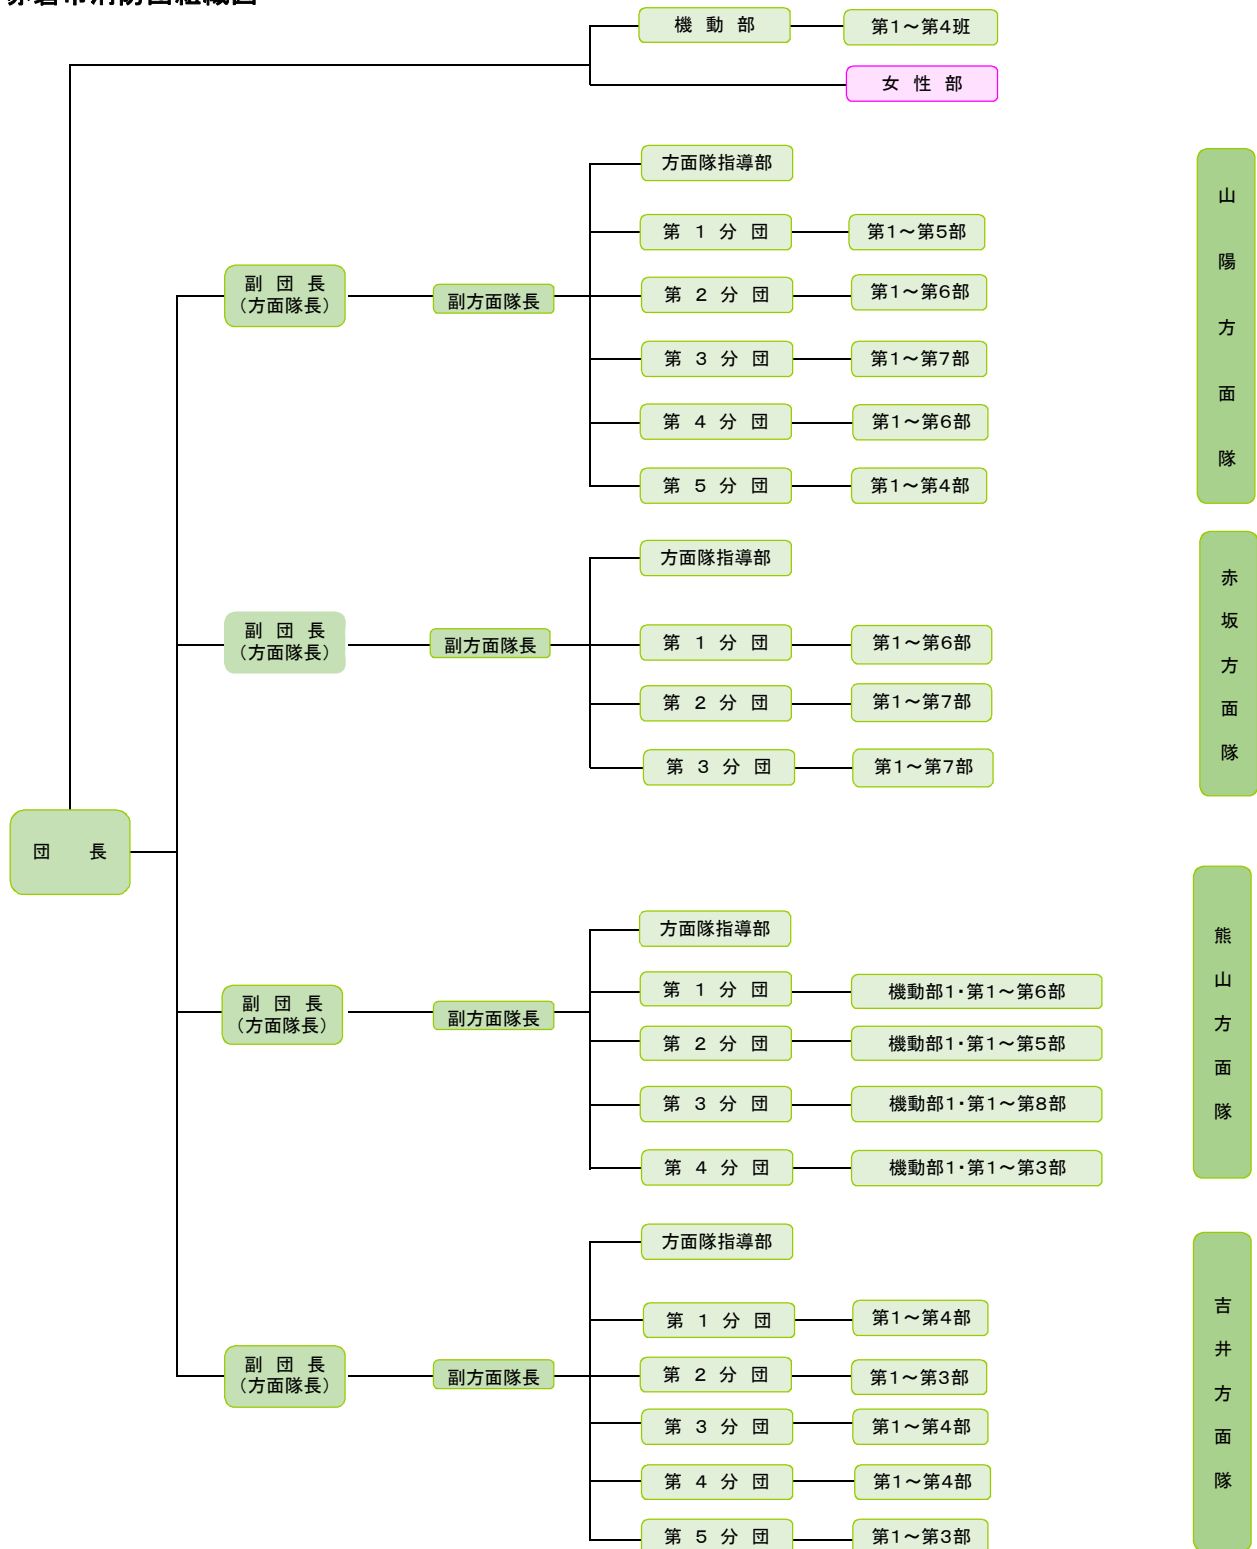 赤磐市消防団組織図
機動部
第1～第4班
女性部
方面隊指導部
第1分団
第1～第5部
第2分団
第1～第6部
第3分団
第1～第7部
第4分団
第1～第6部
第5分団
第1～第4部
副団長
（方面隊長）
副方面隊長
山陽方面隊
方面隊指導部
第1分団
第1～第6部
第2分団
第1～第7部
第3分団
第1～第7部
副団長
（方面隊長）
副方面隊長
赤坂方面隊
団長
方面隊指導部
第1分団
機動部1・第1～第6部
第2分団
機動部1・第1～第5部
第3分団
機動部1・第1～第8部
第4分団
機動部1・第1～第3部
副団長
（方面隊長）
副方面隊長
熊山方面隊
方面隊指導部
第1分団
第1～第4部
第2分団
第1～第3部
第3分団
第1～第4部
第4分団
第1～第4部
第5分団
第1～第3部
副団長
（方面隊長）
副方面隊長
吉井方面隊